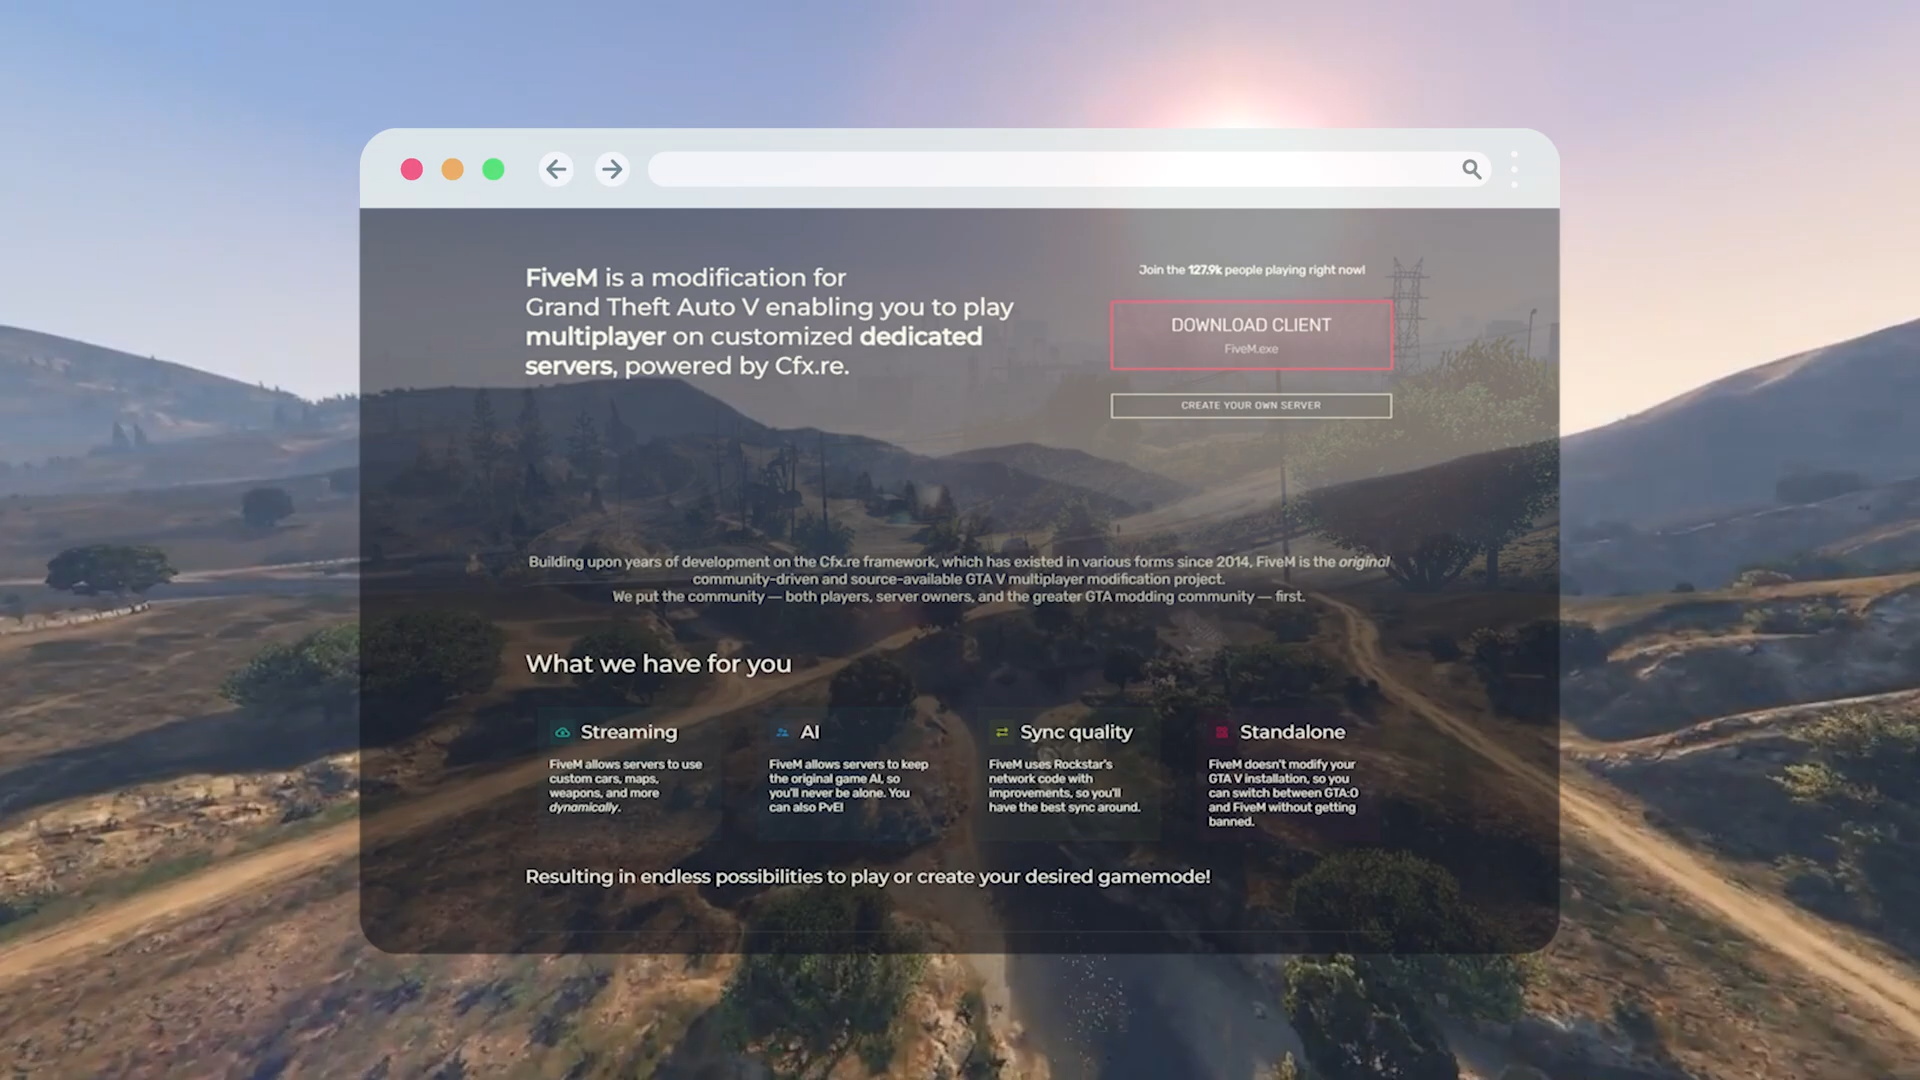 FiveM is a modification for
Grand Theft Auto V enabling you to play
multiplayer on customized dedicated
servers, powered by Cfx.re.
Join the 127.9k people playing right now!
DOWNLOAD CLIENT
FiveM.exe
CREATE YOUR OWN SERVER
Building upon years of development on the Cfx.re framework, which has existed in various forms since 2014, FiveM is the original
community-driven and source-available GTA V multiplayer modification project.
We put the community — both players, server owners, and the greater GTA modding community — first.
What we have for you
Streaming
FiveM allows servers to use
custom cars, maps,
weapons, and more
dynamically.
AI
FiveM allows servers to keep
the original game AI, so
you'll never be alone. You
can also PvE!
Sync quality
FiveM uses Rockstar's
network code with
improvements, so you'll
have the best sync around.
Standalone
FiveM doesn't modify your
GTA V installation, so you
can switch between GTA:O
and FiveM without getting
banned.
Resulting in endless possibilities to play or create your desired gamemode!